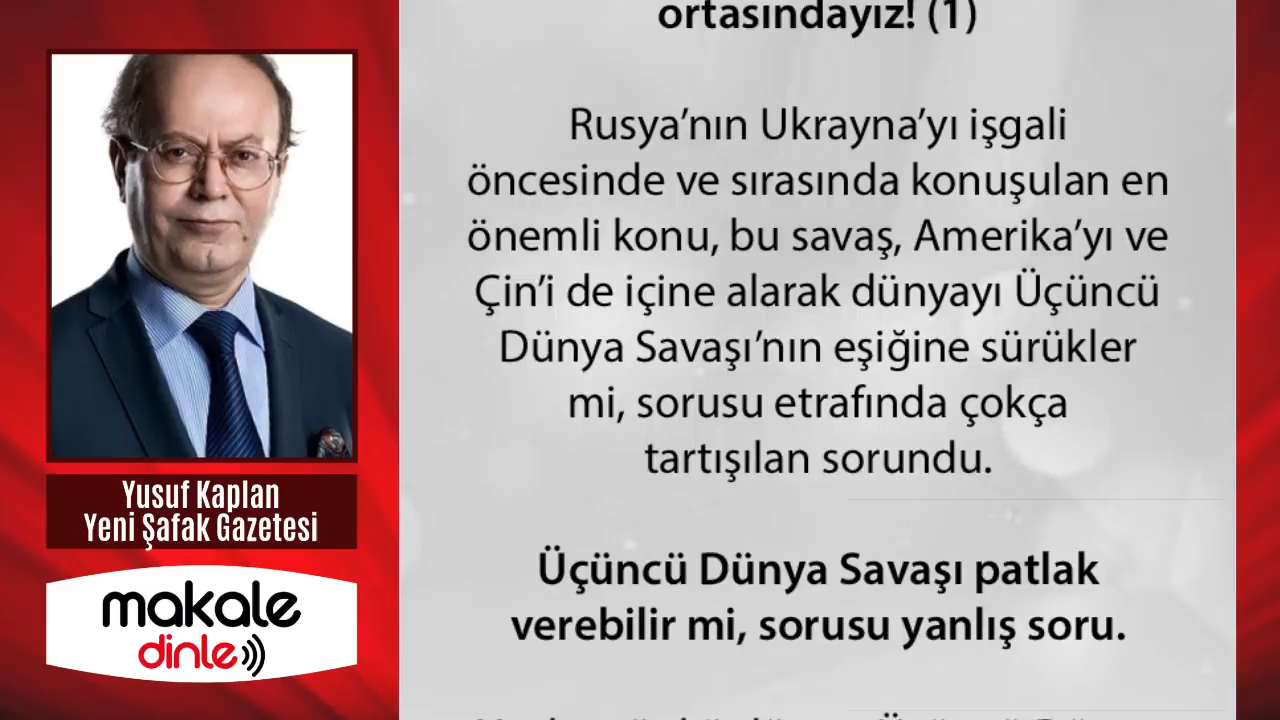 ortasındayız! (1)
Rusya’nın Ukrayna’yı işgali
öncesinde ve sırasında konuşulan en
önemli konu, bu savaş, Amerika’yı ve
Çin’i de içine alarak dünyayı Üçüncü
Dünya Savaşı’nın eşiğine sürükler
mi, sorusu etrafında çokça
tartışılan sorundu.
Üçüncü Dünya Savaşı patlak
verebilir mi, sorusu yanlış soru.
Yusuf Kaplan
Yeni Şafak Gazetesi
makale
dinle